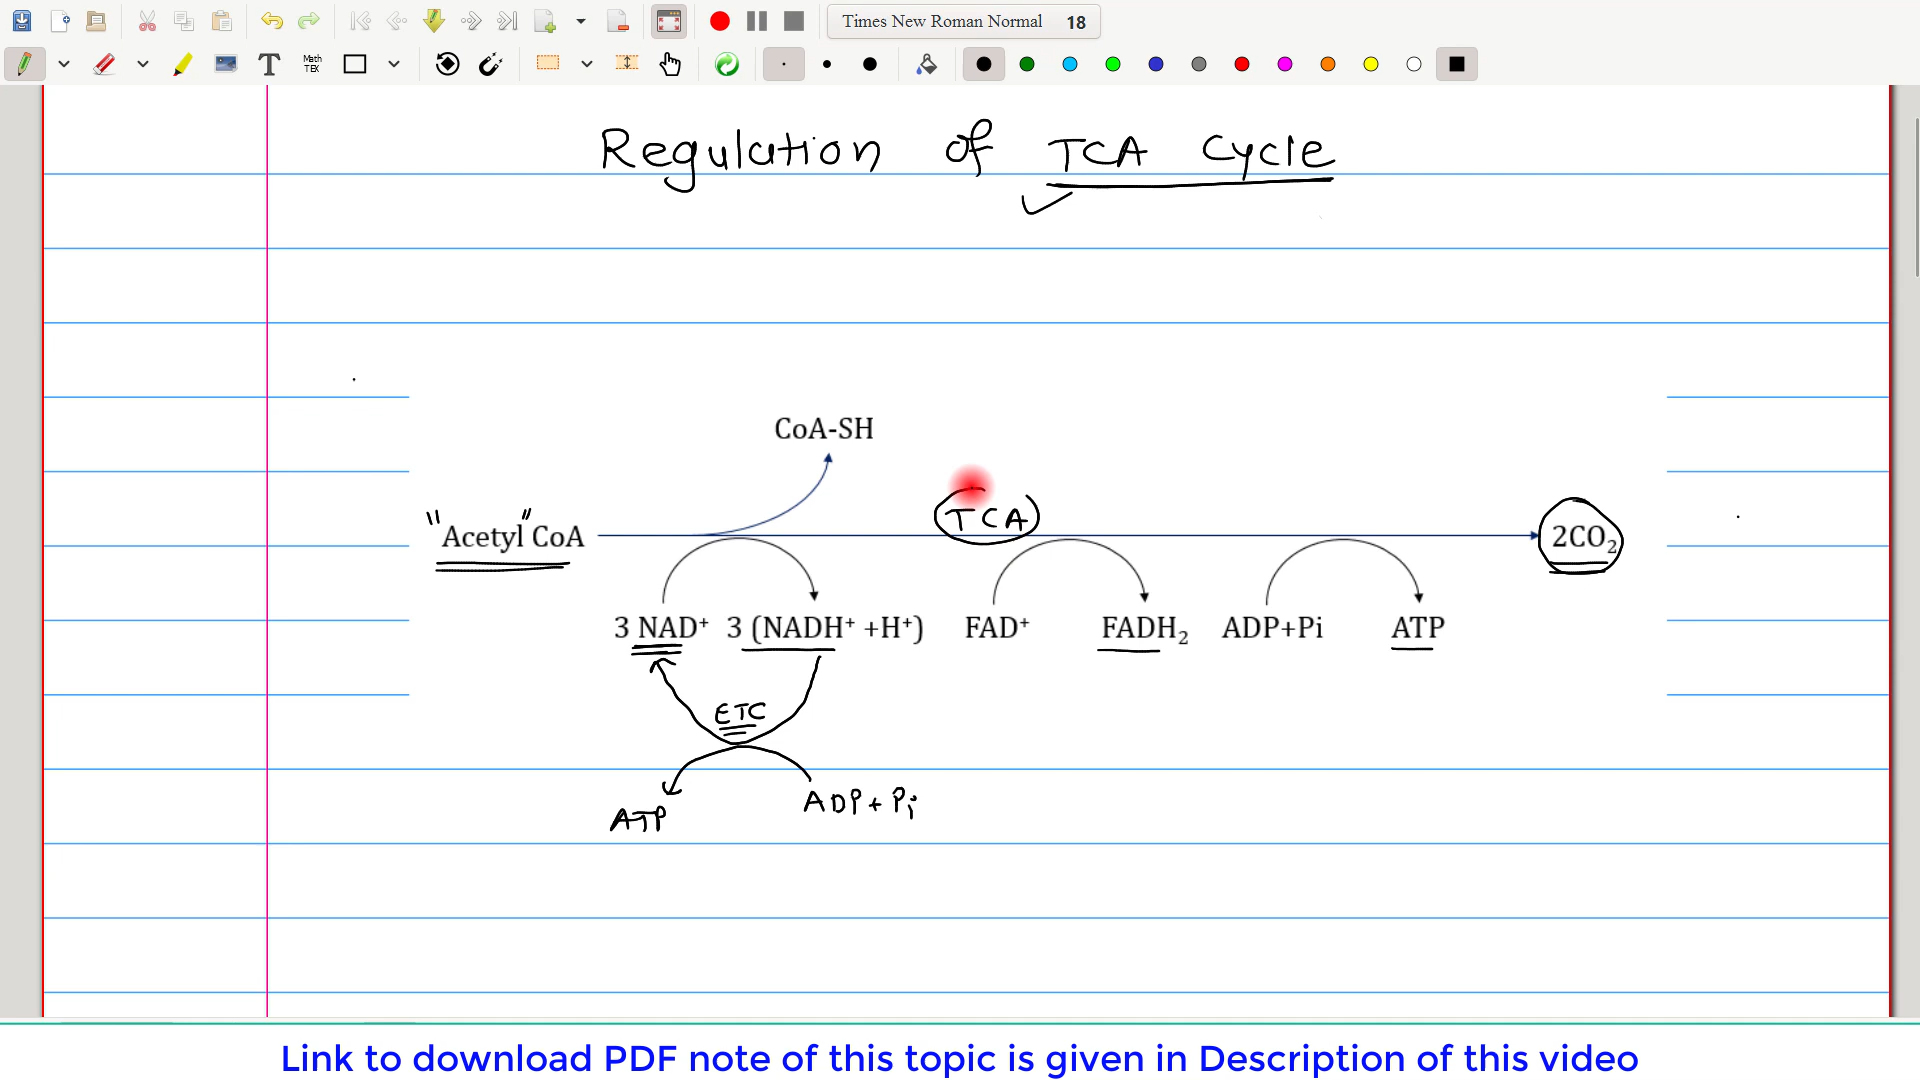 Times New Roman Normal 18
Math
TEX
T
Regulation of TCA Cycle
CoA-SH
TCA
"Acetyl" CoA
2CO₂
3 NAD⁺ 3 (NADH⁺ +H⁺) FAD⁺ FADH₂ ADP+Pi ATP
ETC
ADP + Pi
ATP
Link to download PDF note of this topic is given in Description of this video